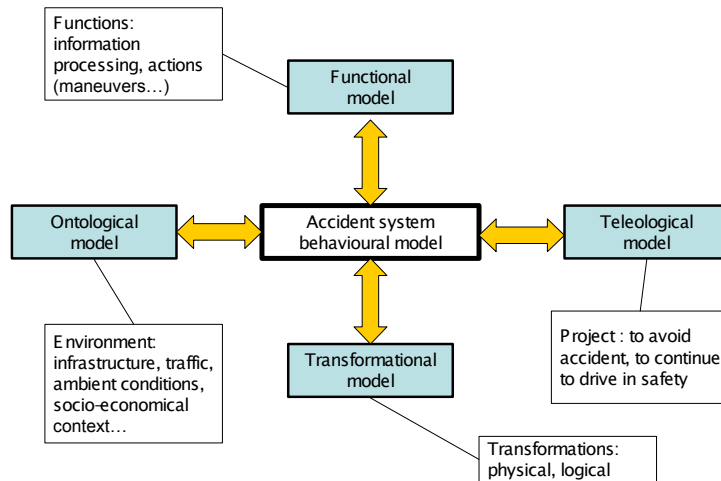 Functions:
information
processing, actions
(maneuvers…)
Functional
model
Ontological
model
Accident system
behavioural model
Teleological
model
Environment:
infrastructure, traffic,
ambient conditions,
socio-economical
context…
Transformational
model
Project : to avoid
accident, to continue
to drive in safety
Transformations:
physical, logical